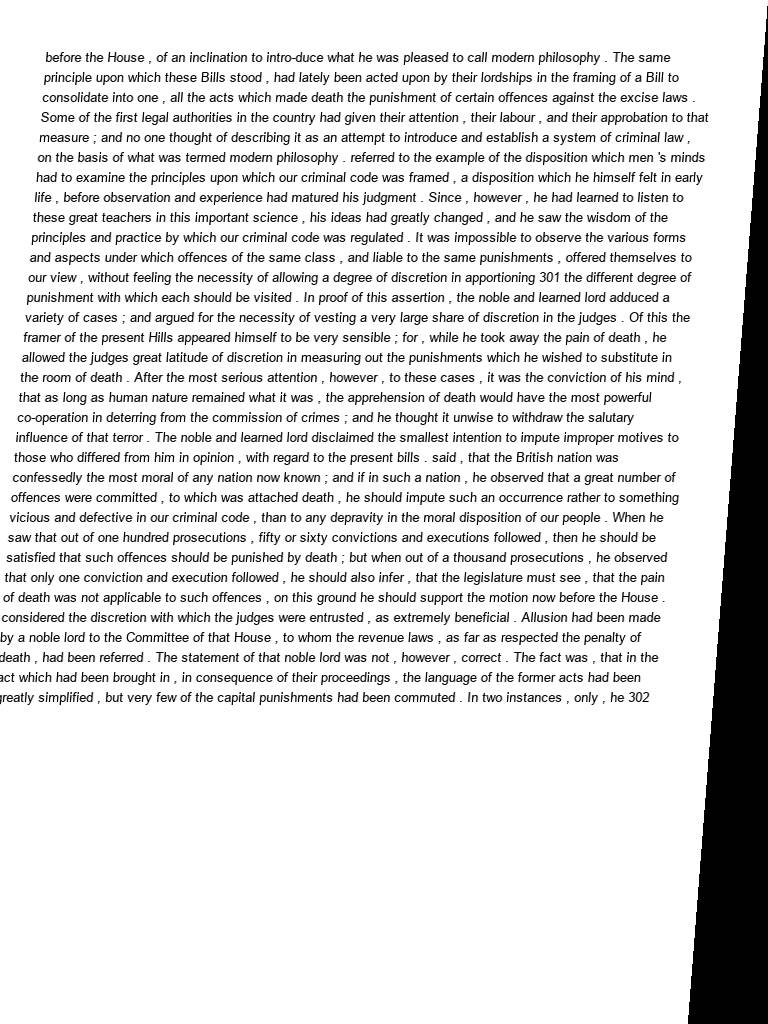 before the House , of an inclination to intro-duce what he was pleased to call modern philosophy . The same
principle upon which these Bills stood , had lately been acted upon by their lordships in the framing of a Bill to
consolidate into one , all the acts which made death the punishment of certain offences against the excise laws .
Some of the first legal authorities in the country had given their attention , their labour , and their approbation to that
measure ; and no one thought of describing it as an attempt to introduce and establish a system of criminal law ,
on the basis of what was termed modern philosophy . referred to the example of the disposition which men 's minds
had to examine the principles upon which our criminal code was framed , a disposition which he himself felt in early
life , before observation and experience had matured his judgment . Since , however , he had learned to listen to
these great teachers in this important science , his ideas had greatly changed , and he saw the wisdom of the
principles and practice by which our criminal code was regulated . It was impossible to observe the various forms
and aspects under which offences of the same class , and liable to the same punishments , offered themselves to
our view , without feeling the necessity of allowing a degree of discretion in apportioning 301 the different degree of
punishment with which each should be visited . In proof of this assertion , the noble and learned lord adduced a
variety of cases ; and argued for the necessity of vesting a very large share of discretion in the judges . Of this the
framer of the present Hills appeared himself to be very sensible ; for , while he took away the pain of death , he
allowed the judges great latitude of discretion in measuring out the punishments which he wished to substitute in
the room of death . After the most serious attention , however , to these cases , it was the conviction of his mind ,
that as long as human nature remained what it was , the apprehension of death would have the most powerful
co-operation in deterring from the commission of crimes ; and he thought it unwise to withdraw the salutary
influence of that terror . The noble and learned lord disclaimed the smallest intention to impute improper motives to
those who differed from him in opinion , with regard to the present bills . said , that the British nation was
confessedly the most moral of any nation now known ; and if in such a nation , he observed that a great number of
offences were committed , to which was attached death , he should impute such an occurrence rather to something
vicious and defective in our criminal code , than to any depravity in the moral disposition of our people . When he
saw that out of one hundred prosecutions , fifty or sixty convictions and executions followed , then he should be
satisfied that such offences should be punished by death ; but when out of a thousand prosecutions , he observed
that only one conviction and execution followed , he should also infer , that the legislature must see , that the pain
of death was not applicable to such offences , on this ground he should support the motion now before the House .
considered the discretion with which the judges were entrusted , as extremely beneficial . Allusion had been made
by a noble lord to the Committee of that House , to whom the revenue laws , as far as respected the penalty of
death , had been referred . The statement of that noble lord was not , however , correct . The fact was , that in the
act which had been brought in , in consequence of their proceedings , the language of the former acts had been
greatly simplified , but very few of the capital punishments had been commuted . In two instances , only , he 302